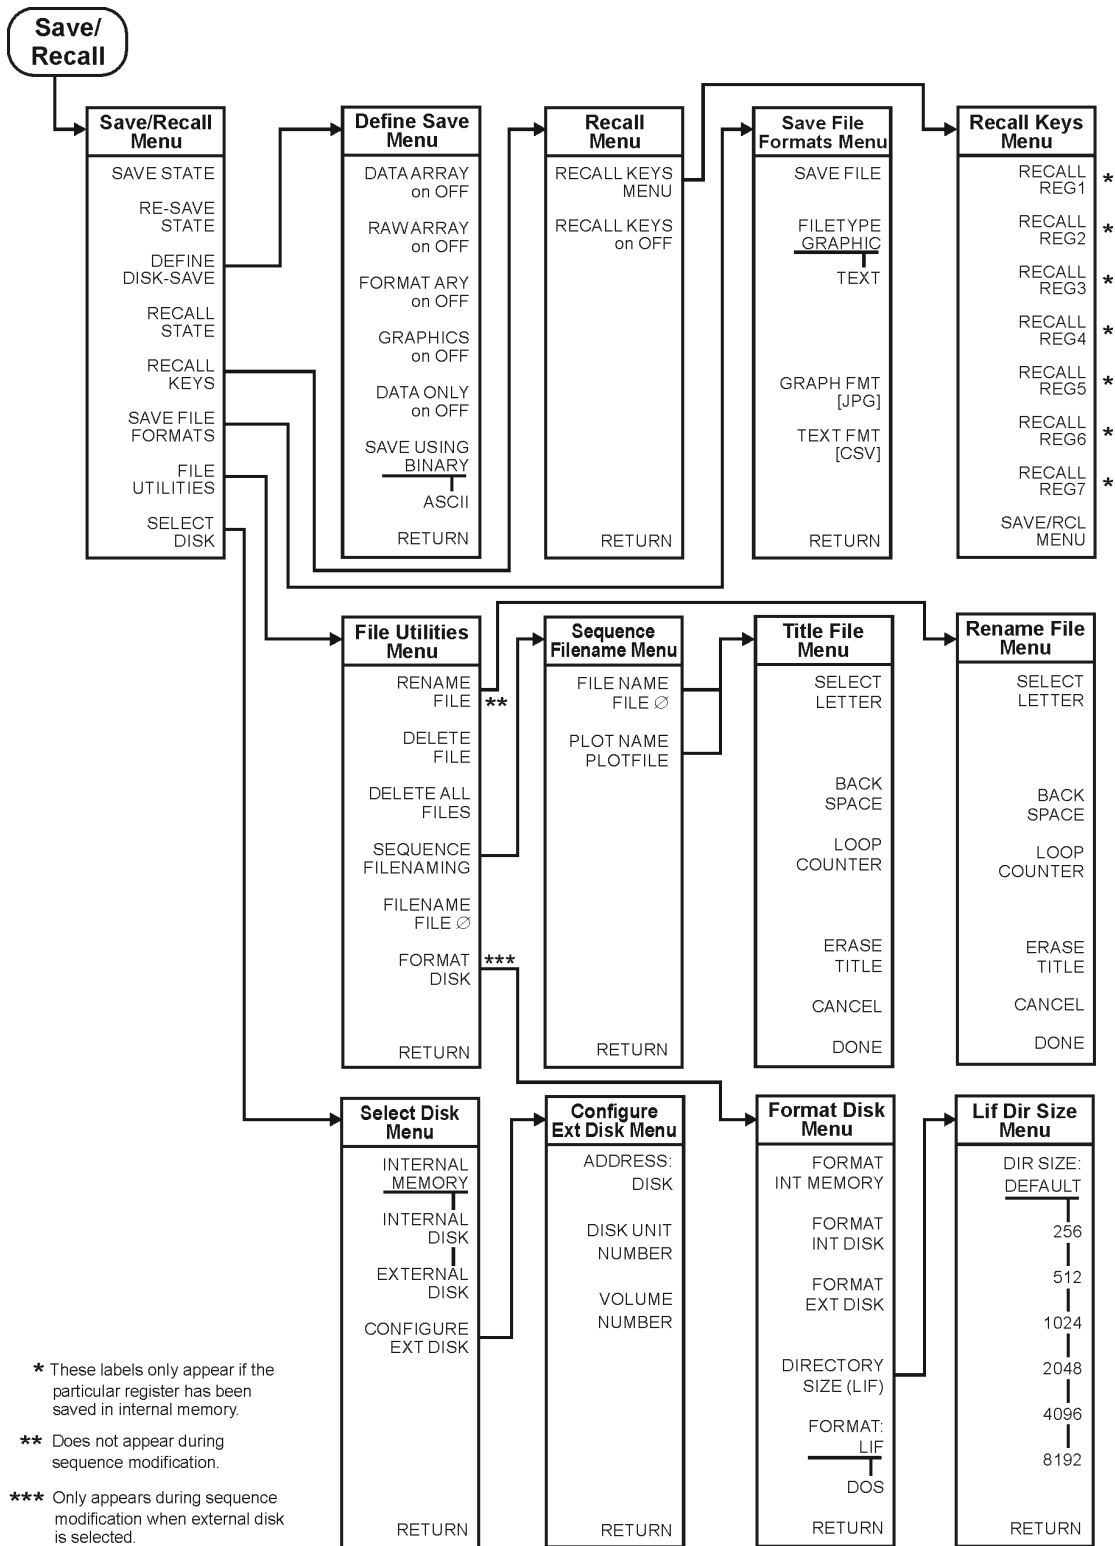 Save/
Recall
Save/Recall
Menu
SAVE STATE
RE-SAVE
STATE
DEFINE
DISK-SAVE
RECALL
STATE
RECALL
KEYS
SAVE FILE
FORMATS
FILE
UTILITIES
SELECT
DISK
Define Save
Menu
DATA ARRAY
on OFF
RAW ARRAY
on OFF
FORMAT ARY
on OFF
GRAPHICS
on OFF
DATA ONLY
on OFF
SAVE USING
BINARY
ASCII
RETURN
Recall
Menu
RECALL KEYS
MENU
RECALL KEYS
on OFF
RETURN
Save File
Formats Menu
SAVE FILE
FILETYPE
GRAPHIC
TEXT
GRAPH FMT
[JPG]
TEXT FMT
[CSV]
RETURN
Recall Keys
Menu
RECALL
REG1 *
RECALL
REG2 *
RECALL
REG3 *
RECALL
REG4 *
RECALL
REG5 *
RECALL
REG6 *
RECALL
REG7 *
SAVE/RCL
MENU
File Utilities
Menu
RENAME
FILE **
DELETE
FILE
DELETE ALL
FILES
SEQUENCE
FILENAMING
FILENAME
FILE ∅
FORMAT ***
DISK
RETURN
Sequence
Filename Menu
FILE NAME
FILE ∅
PLOT NAME
PLOTFILE
RETURN
Title File
Menu
SELECT
LETTER
BACK
SPACE
LOOP
COUNTER
ERASE
TITLE
CANCEL
DONE
Rename File
Menu
SELECT
LETTER
BACK
SPACE
LOOP
COUNTER
ERASE
TITLE
CANCEL
DONE
Select Disk
Menu
INTERNAL
MEMORY
INTERNAL
DISK
EXTERNAL
DISK
CONFIGURE
EXT DISK
RETURN
Configure
Ext Disk Menu
ADDRESS:
DISK
DISK UNIT
NUMBER
VOLUME
NUMBER
RETURN
Format Disk
Menu
FORMAT
INT MEMORY
FORMAT
INT DISK
FORMAT
EXT DISK
DIRECTORY
SIZE (LIF)
FORMAT:
LIF
DOS
RETURN
Lif Dir Size
Menu
DIR SIZE:
DEFAULT
256
512
1024
2048
4096
8192
RETURN
* These labels only appear if the
particular register has been
saved in internal memory.
** Does not appear during
sequence modification.
*** Only appears during sequence
modification when external disk
is selected.